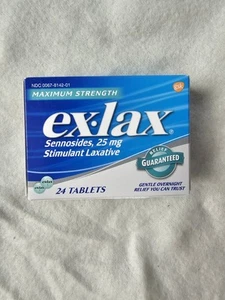 NDC 0067-8142-01
MAXIMUM STRENGTH
ex·lax®
Sennosides, 25 mg
Stimulant Laxative
RELIEF
GUARANTEED
24 TABLETS
GENTLE OVERNIGHT
RELIEF YOU CAN TRUST